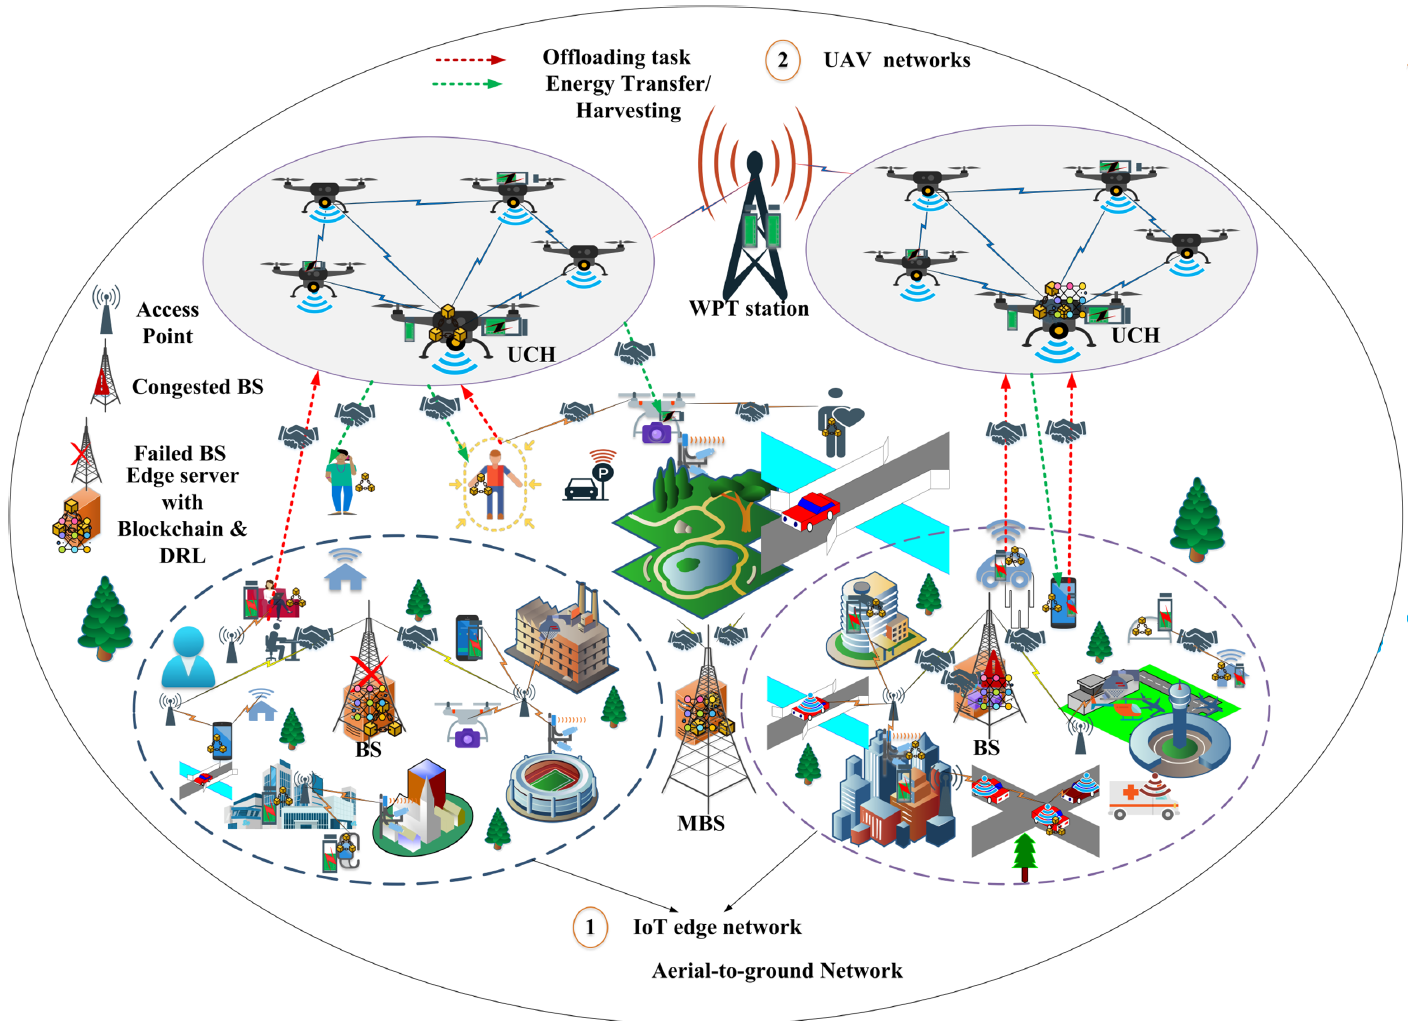 Offloading task
Energy Transfer/
Harvesting
2
UAV networks
WPT station
UCH
UCH
Access
Point
Congested BS
Failed BS
Edge server
with
Blockchain &
DRL
P
BS
BS
MBS
1
IoT edge network
Aerial-to-ground Network